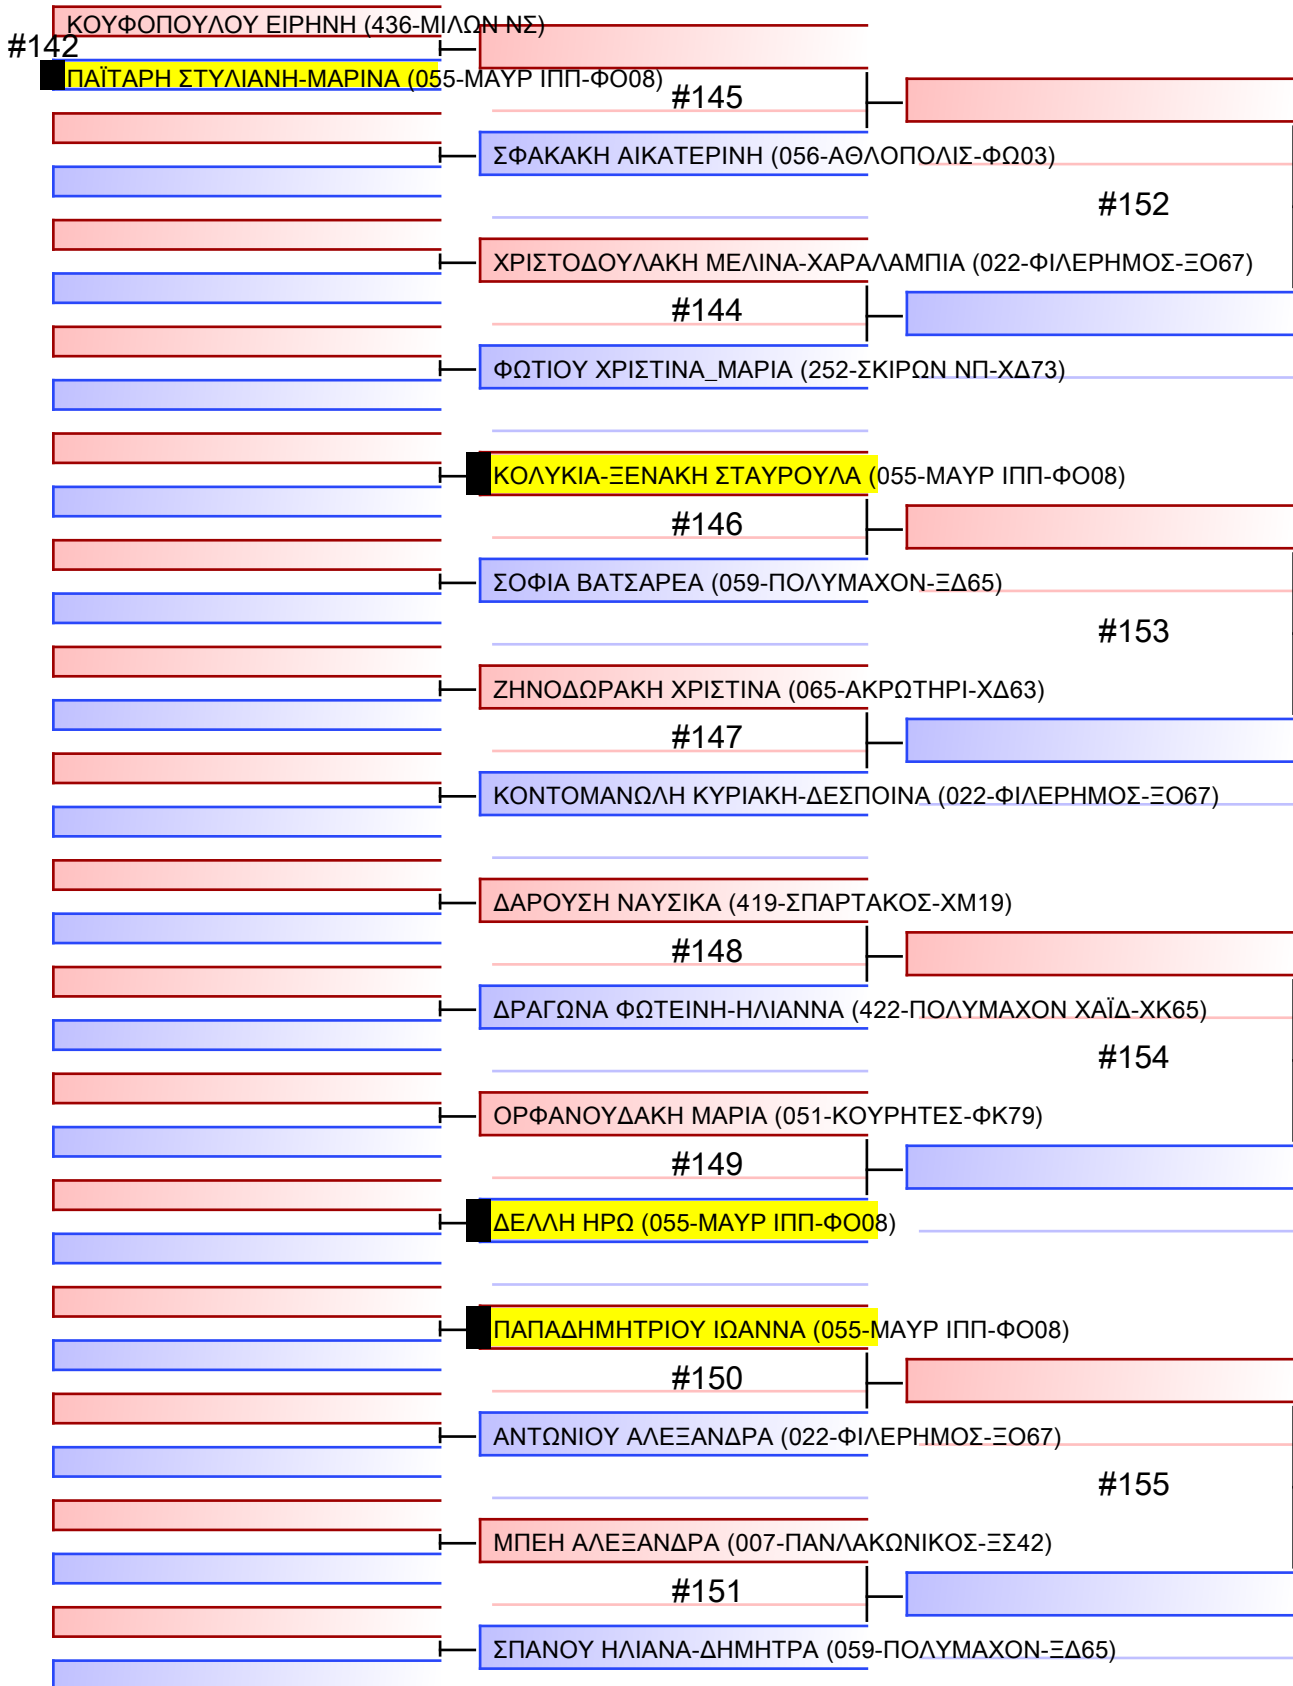 ΚΟΥΦΟΠΟΥΛΟΥ ΕΙΡΗΝΗ (436-ΜΙΛΩΝ ΝΣ)
#142
ΠΑΪΤΑΡΗ ΣΤΥΛΙΑΝΗ-ΜΑΡΙΝΑ (055-ΜΑΥΡ ΙΠΠ-ΦΟ08)
#145
ΣΦΑΚΑΚΗ ΑΙΚΑΤΕΡΙΝΗ (056-ΑΘΛΟΠΟΛΙΣ-ΦΩ03)
#152
ΧΡΙΣΤΟΔΟΥΛΑΚΗ ΜΕΛΙΝΑ-ΧΑΡΑΛΑΜΠΙΑ (022-ΦΙΛΕΡΗΜΟΣ-ΞΟ67)
#144
ΦΩΤΙΟΥ ΧΡΙΣΤΙΝΑ_ΜΑΡΙΑ (252-ΣΚΙΡΩΝ ΝΠ-ΧΔ73)
ΚΟΛΥΚΙΑ-ΞΕΝΑΚΗ ΣΤΑΥΡΟΥΛΑ (055-ΜΑΥΡ ΙΠΠ-ΦΟ08)
#146
ΣΟΦΙΑ ΒΑΤΣΑΡΕΑ (059-ΠΟΛΥΜΑΧΟΝ-ΞΔ65)
#153
ΖΗΝΟΔΩΡΑΚΗ ΧΡΙΣΤΙΝΑ (065-ΑΚΡΩΤΗΡΙ-ΧΔ63)
#147
ΚΟΝΤΟΜΑΝΩΛΗ ΚΥΡΙΑΚΗ-ΔΕΣΠΟΙΝΑ (022-ΦΙΛΕΡΗΜΟΣ-ΞΟ67)
ΔΑΡΟΥΣΗ ΝΑΥΣΙΚΑ (419-ΣΠΑΡΤΑΚΟΣ-ΧΜ19)
#148
ΔΡΑΓΩΝΑ ΦΩΤΕΙΝΗ-ΗΛΙΑΝΝΑ (422-ΠΟΛΥΜΑΧΟΝ ΧΑΪΔ-ΧΚ65)
#154
ΟΡΦΑΝΟΥΔΑΚΗ ΜΑΡΙΑ (051-ΚΟΥΡΗΤΕΣ-ΦΚ79)
#149
ΔΕΛΛΗ ΗΡΩ (055-ΜΑΥΡ ΙΠΠ-ΦΟ08)
ΠΑΠΑΔΗΜΗΤΡΙΟΥ ΙΩΑΝΝΑ (055-ΜΑΥΡ ΙΠΠ-ΦΟ08)
#150
ΑΝΤΩΝΙΟΥ ΑΛΕΞΑΝΔΡΑ (022-ΦΙΛΕΡΗΜΟΣ-ΞΟ67)
#155
ΜΠΕΗ ΑΛΕΞΑΝΔΡΑ (007-ΠΑΝΛΑΚΩΝΙΚΟΣ-ΞΣ42)
#151
ΣΠΑΝΟΥ ΗΛΙΑΝΑ-ΔΗΜΗΤΡΑ (059-ΠΟΛΥΜΑΧΟΝ-ΞΔ65)